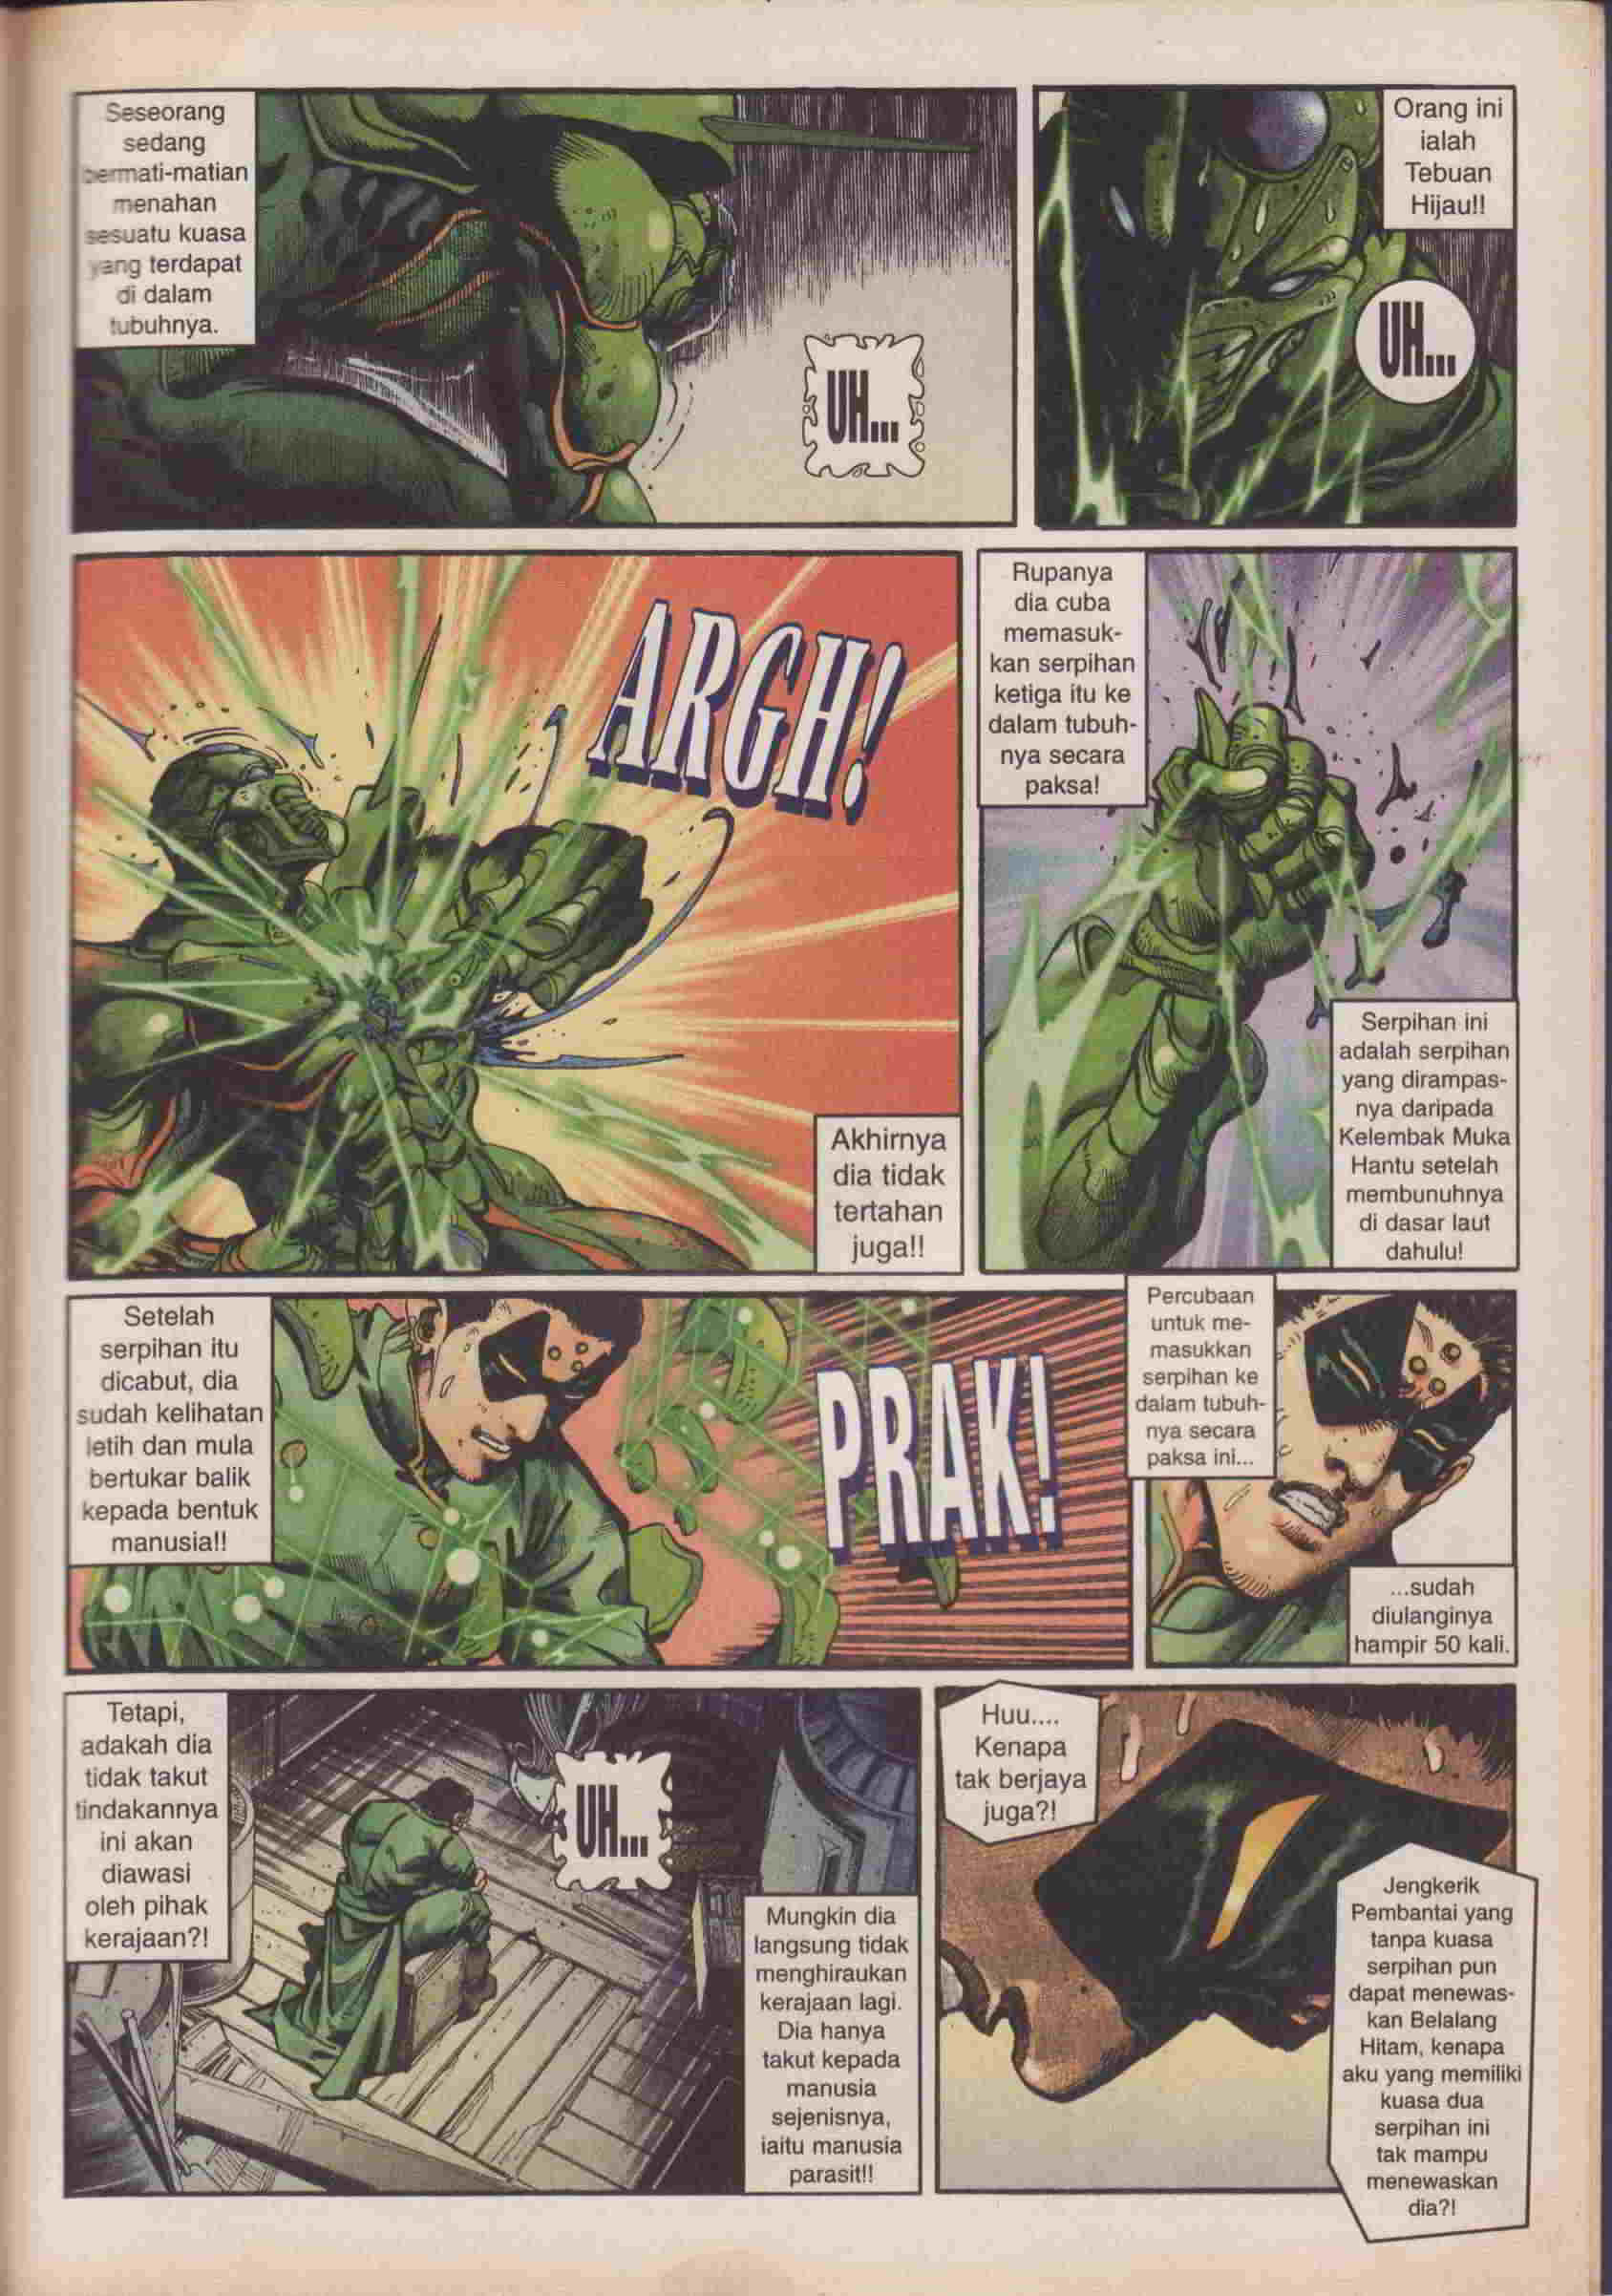 Seseorang
sedang
bermati-matian
menahan
sesuatu kuasa
yang terdapat
di dalam
tubuhnya.
UH...
Orang ini
ialah
Tebuan
Hijau!!
UH...
ARGH!
Akhirnya
dia tidak
tertahan
juga!!
Rupanya
dia cuba
memasuk-
kan serpihan
ketiga itu ke
dalam tubuh-
nya secara
paksa!
Serpihan ini
adalah serpihan
yang dirampas-
nya daripada
Kelembak Muka
Hantu setelah
membunuhnya
di dasar laut
dahulu!
Setelah
serpihan itu
dicabut, dia
sudah kelihatan
letih dan mula
bertukar balik
kepada bentuk
manusia!!
PRAK!
Percubaan
untuk me-
masukkan
serpihan ke
dalam tubuh-
nya secara
paksa ini...
...sudah
diulanginya
hampir 50 kali.
Tetapi,
adakah dia
tidak takut
tindakannya
ini akan
diawasi
oleh pihak
kerajaan?!
UH...
Mungkin dia
langsung tidak
menghiraukan
kerajaan lagi.
Dia hanya
takut kepada
manusia
sejenisnya,
iaitu manusia
parasit!!
Huu....
Kenapa
tak berjaya
juga?!
Jengkerik
Pembantai yang
tanpa kuasa
serpihan pun
dapat menewas-
kan Belalang
Hitam, kenapa
aku yang memiliki
kuasa dua
serpihan ini
tak mampu
menewaskan
dia?!